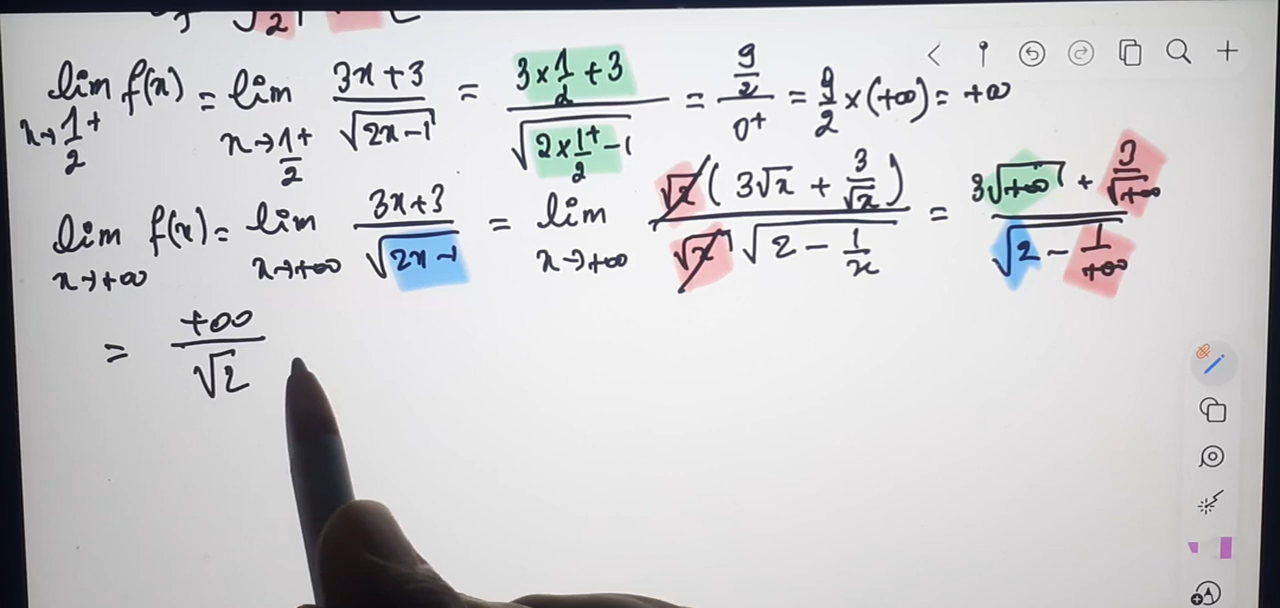 lim f(x) = lim 3x+3 / √(2x-1) = (3×1/2+3) / √(2×1/2⁺-1) = (9/2) / 0⁺ = 9/2 ×(+∞) = +∞
x→1/2⁺ x→1/2⁺
lim f(x) = lim 3x+3 / √(2x-1) = lim √x(3√x + 3/√x) / √x √(2 - 1/x) = (3√+∞ + 3/√+∞) / √(2 - 1/+∞)
x→+∞ x→+∞ x→+∞
= +∞ / √2